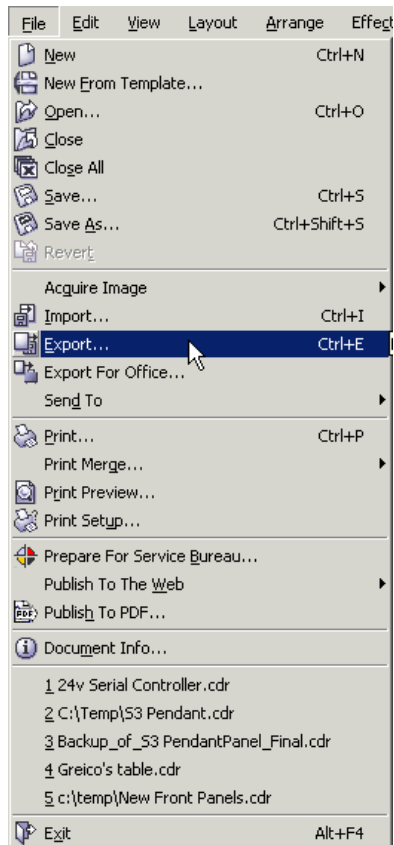 File Edit View Layout Arrange Effect
New Ctrl+N
New From Template...
Open... Ctrl+O
Close
Close All
Save... Ctrl+S
Save As... Ctrl+Shift+S
Revert
Acquire Image
Import... Ctrl+I
Export... Ctrl+E
Export For Office...
Send To
Print... Ctrl+P
Print Merge...
Print Preview...
Print Setup...
Prepare For Service Bureau...
Publish To The Web
PDF Publish To PDF...
Document Info...
1 24v Serial Controller.cdr
2 C:\Temp\S3 Pendant.cdr
3 Backup_of_S3 PendantPanel_Final.cdr
4 Greico's table.cdr
5 c:\temp\New Front Panels.cdr
Exit Alt+F4